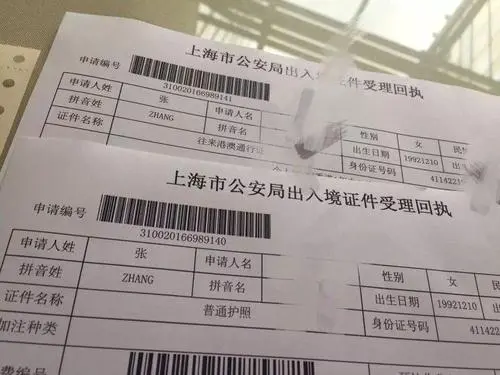 上海市公安局出入境证件受理回执
申请编号
310020166989141
申请人姓 张 申请人名 性别 女
拼音姓 ZHANG 拼音名 出生日期 19921210
证件名称 往来港澳通行证 身份证号码 411422
上海市公安局出入境证件受理回执
申请编号
310020166989140
申请人姓 张 申请人名 性别 女 民
拼音姓 ZHANG 拼音名 出生日期 19921210
证件名称 普通护照 身份证号码 41142
加注种类
费编号